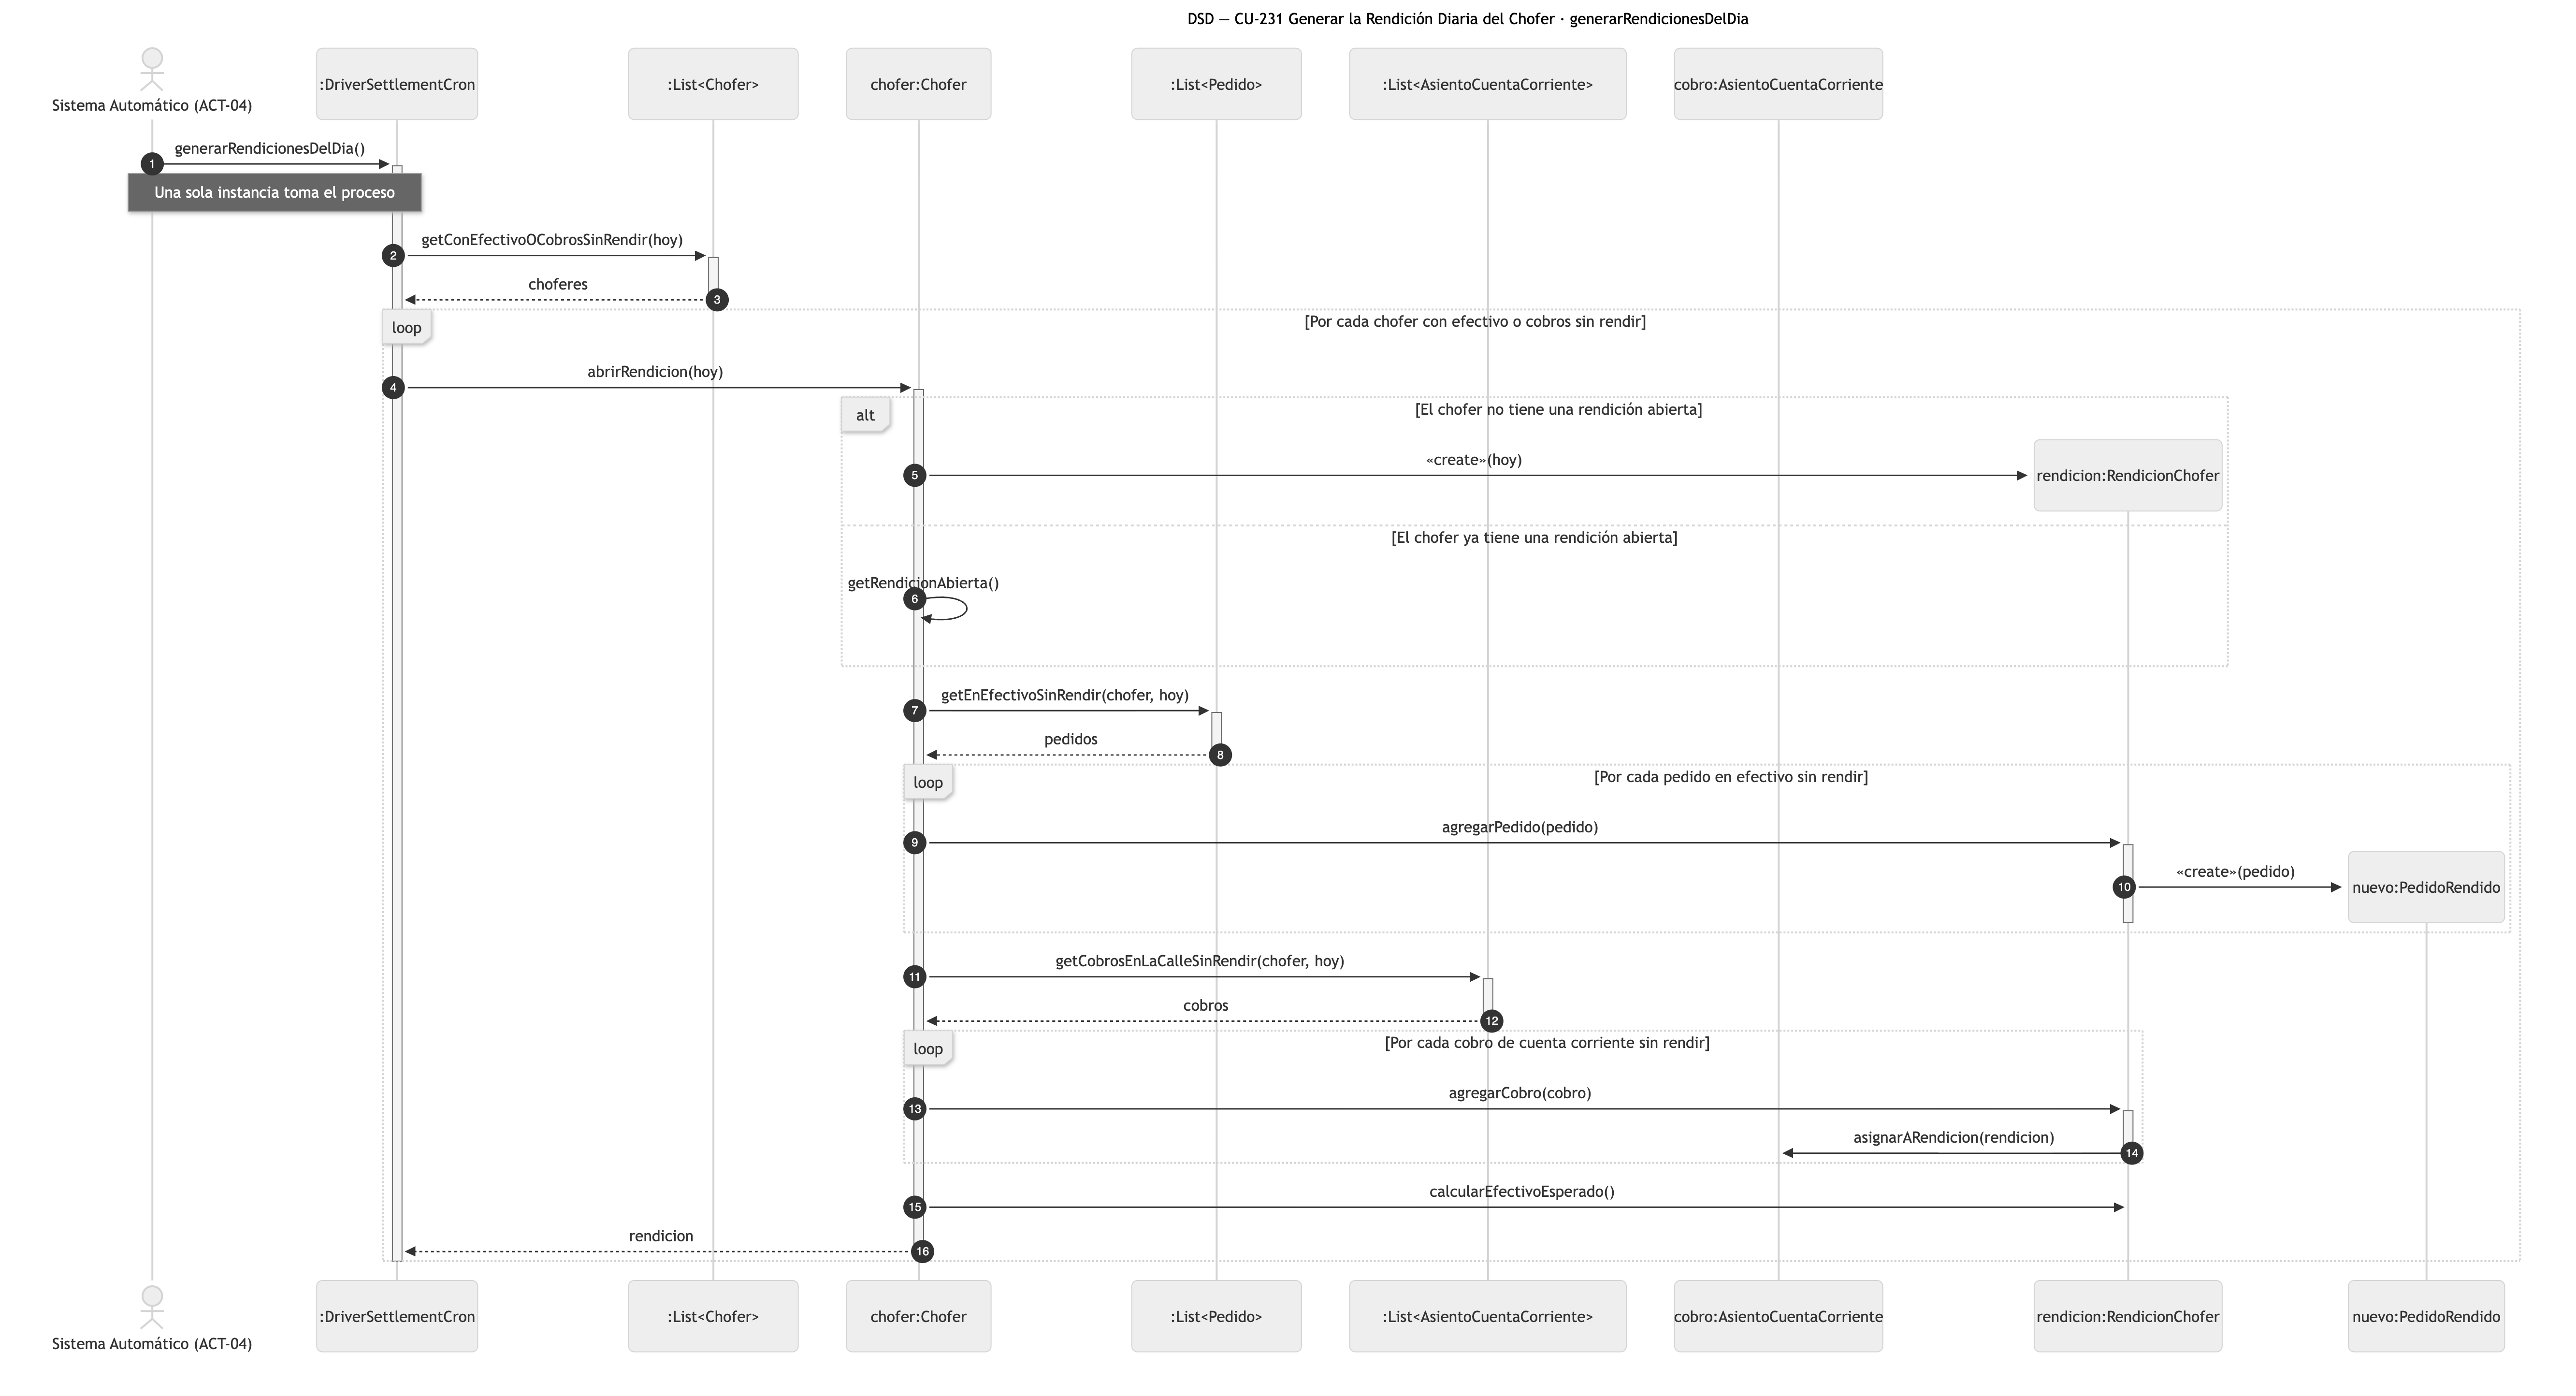 DSD — CU-231 Generar la Rendición Diaria del Chofer · generarRendicionesDelDia
Sistema Automático (ACT-04)
:DriverSettlementCron
:List<Chofer>
chofer:Chofer
:List<Pedido>
:List<AsientoCuentaCorriente>
cobro:AsientoCuentaCorriente
generarRendicionesDelDia()
1
Una sola instancia toma el proceso
getConEfectivoOCobrosSinRendir(hoy)
2
choferes
3
loop
[Por cada chofer con efectivo o cobros sin rendir]
abrirRendicion(hoy)
4
alt
[El chofer no tiene una rendición abierta]
«create»(hoy)
5
rendicion:RendicionChofer
[El chofer ya tiene una rendición abierta]
getRendicionAbierta()
6
getEnEfectivoSinRendir(chofer, hoy)
7
pedidos
8
loop
[Por cada pedido en efectivo sin rendir]
agregarPedido(pedido)
9
«create»(pedido)
10
nuevo:PedidoRendido
getCobrosEnLaCalleSinRendir(chofer, hoy)
11
cobros
12
loop
[Por cada cobro de cuenta corriente sin rendir]
agregarCobro(cobro)
13
asignarARendicion(rendicion)
14
calcularEfectivoEsperado()
15
rendicion
16
Sistema Automático (ACT-04)
:DriverSettlementCron
:List<Chofer>
chofer:Chofer
:List<Pedido>
:List<AsientoCuentaCorriente>
cobro:AsientoCuentaCorriente
rendicion:RendicionChofer
nuevo:PedidoRendido